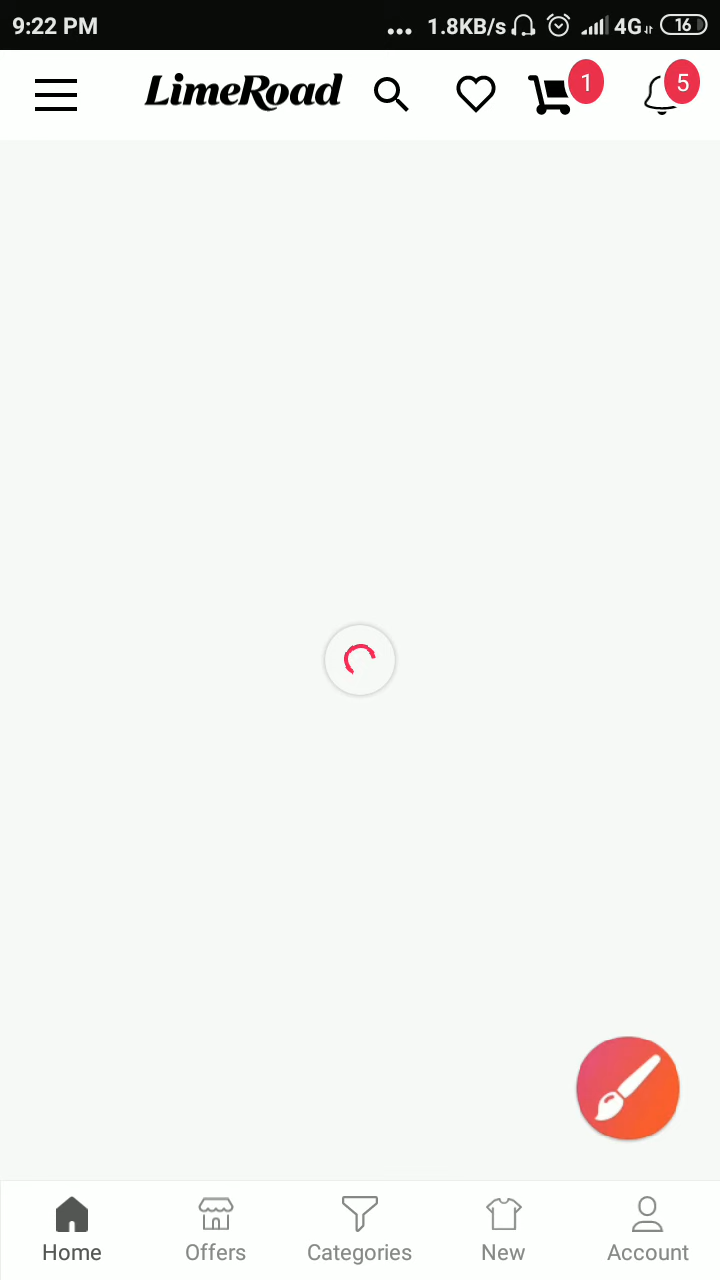 9:22 PM ... 1.8KB/s 4G 16
LimeRoad 1 5
Home Offers Categories New Account